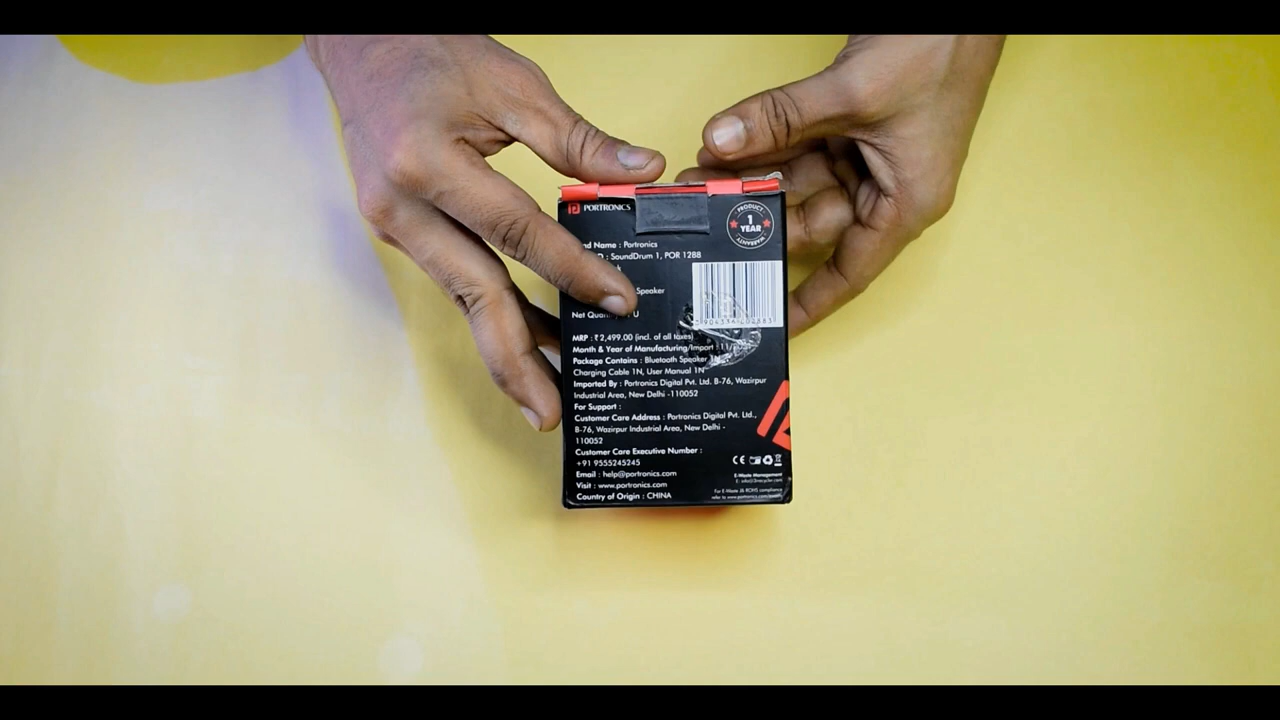 PORTRONICS
PRODUCT
1
YEAR
WARRANTY
Name : Portronics
: SoundDrum 1, POR 1288
Speaker
Net U
MRP : ₹ 2,499.00 (incl. of all taxes)
Month & Year of Manufacturing/Import
Package Contains : Bluetooth Speaker 1N,
Charging Cable 1N, User Manual 1N
Imported By : Portronics Digital Pvt. Ltd. B-76, Wazirpur
Industrial Area, New Delhi -110052
For Support :
Customer Care Address : Portronics Digital Pvt. Ltd.,
B-76, Wazirpur Industrial Area, New Delhi -
110052
Customer Care Executive Number :
+91 9555245245
Email : help@portronics.com
Visit : www.portronics.com
Country of Origin : CHINA
CE
E-Waste Management